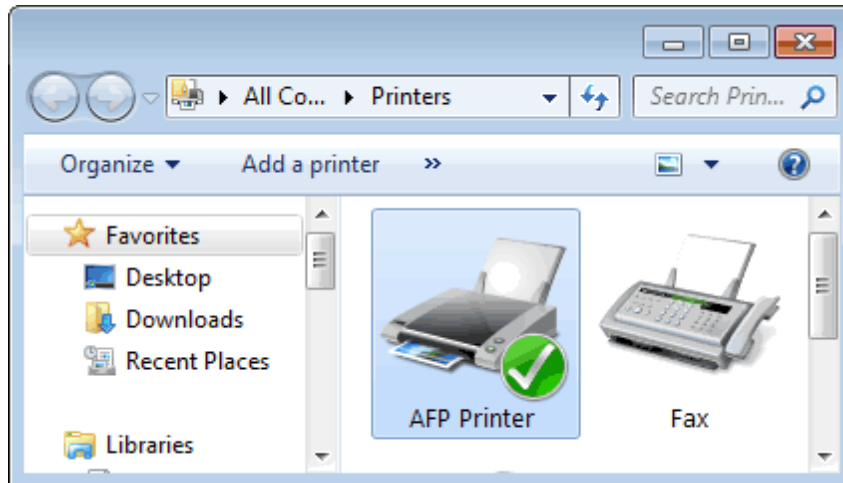 All Co... Printers Search Prin...
Organize Add a printer »
Favorites
Desktop
Downloads
Recent Places
Libraries
AFP Printer Fax